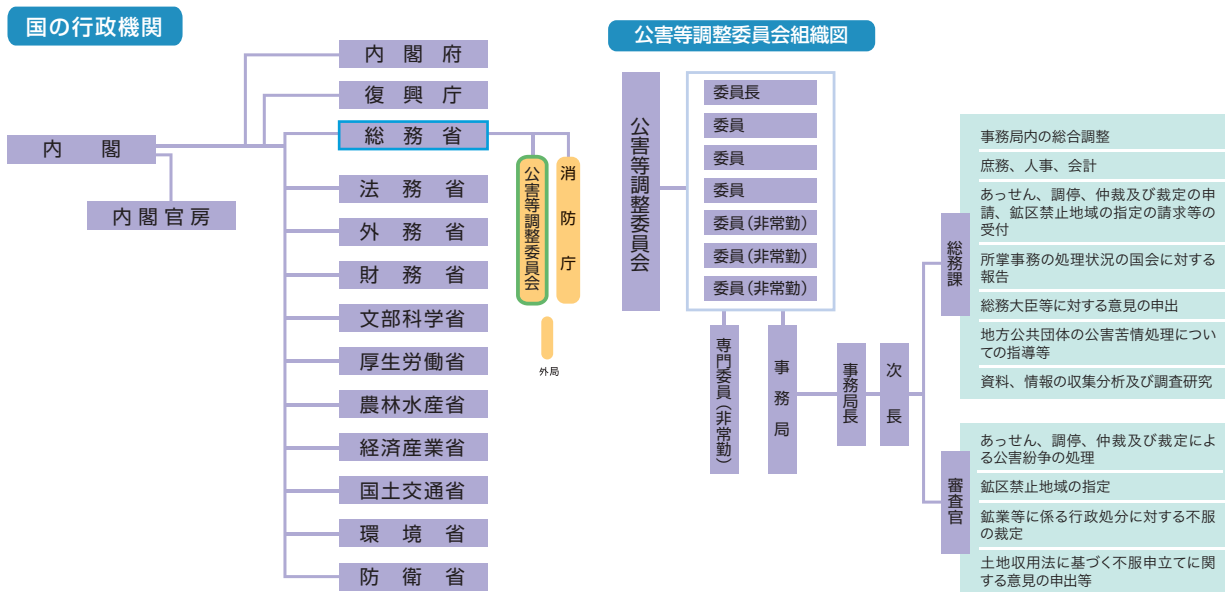 国の行政機関
内閣府
復興庁
総務省
内閣
内閣官房
法務省
外務省
財務省
文部科学省
厚生労働省
農林水産省
経済産業省
国土交通省
環境省
防衛省
公害等調整委員会
消防庁
外局
公害等調整委員会組織図
公害等調整委員会
委員長
委員
委員
委員
委員(非常勤)
委員(非常勤)
委員(非常勤)
専門委員(非常勤)
事務局
事務局長
次長
総務課
事務局内の総合調整
庶務、人事、会計
あっせん、調停、仲裁及び裁定の申
請、鉱区禁止地域の指定の請求等の
受付
所掌事務の処理状況の国会に対する
報告
総務大臣等に対する意見の申出
地方公共団体の公害苦情処理につい
ての指導等
資料、情報の収集分析及び調査研究
審査官
あっせん、調停、仲裁及び裁定によ
る公害紛争の処理
鉱区禁止地域の指定
鉱業等に係る行政処分に対する不服
の裁定
土地収用法に基づく不服申立てに関
する意見の申出等